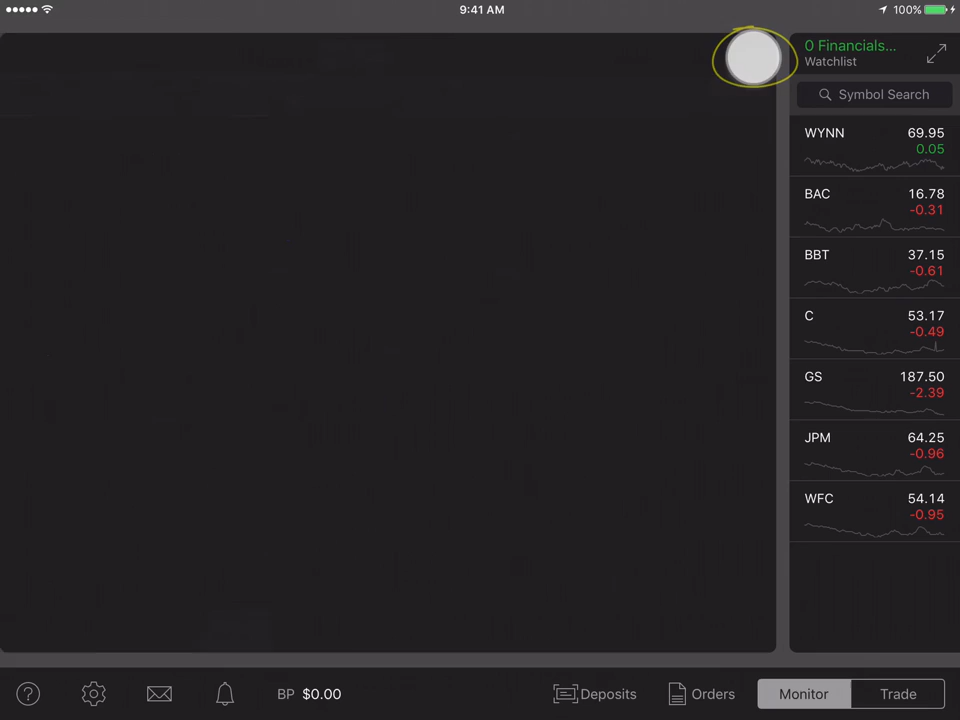 9:41 AM
100%
0 Financials...
Watchlist
Symbol Search
WYNN 69.95
0.05
BAC 16.78
-0.31
BBT 37.15
-0.61
C 53.17
-0.49
GS 187.50
-2.39
JPM 64.25
-0.96
WFC 54.14
-0.95
? BP $0.00 Deposits Orders Monitor Trade